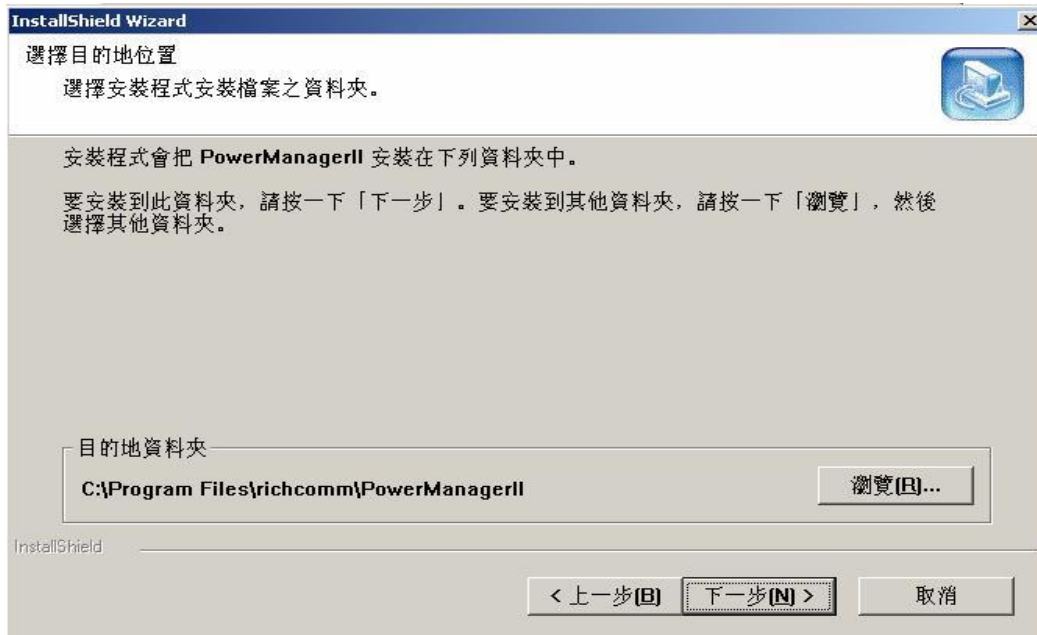 InstallShield Wizard
選擇目的地位置
選擇安裝程式安裝檔案之資料夾。
安裝程式會把 PowerManagerII 安裝在下列資料夾中。
要安裝到此資料夾，請按一下「下一步」。要安裝到其他資料夾，請按一下「瀏覽」，然後
選擇其他資料夾。
目的地資料夾
C:\Program Files\richcomm\PowerManagerII
瀏覽(R)...
InstallShield
< 上一步(B)
下一步(N) >
取消